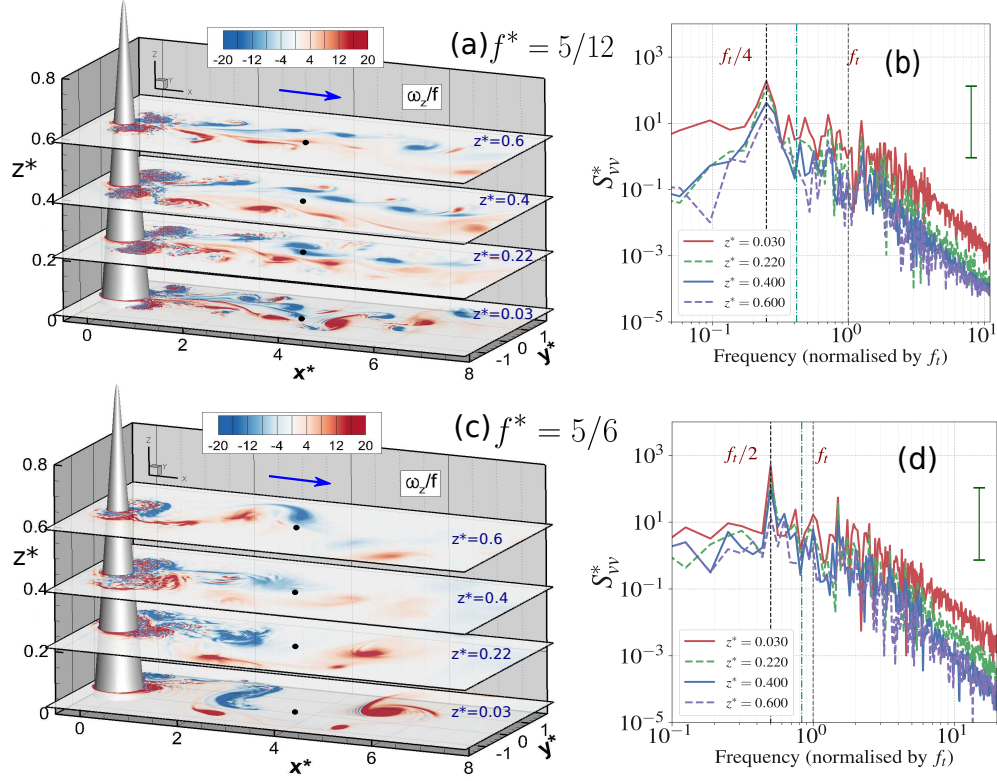 (a) f* = 5/12
-20 -12 -4 4 12 20
ω_z/f
Z
Y
X
0.8
0.6
0.4
0.2
0
z*
z*=0.6
z*=0.4
z*=0.22
z*=0.03
0 2 4 6 8
x*
-1 0 1
y*
(b)
f_t/4
f_t
10^3
10^1
10^-1
10^-3
10^-5
S*_vv
z* = 0.030
z* = 0.220
z* = 0.400
z* = 0.600
10^-1 10^0 10^1
Frequency (normalised by f_t)
(c) f* = 5/6
-20 -12 -4 4 12 20
ω_z/f
Z
Y
X
0.8
0.6
0.4
0.2
0
z*
z*=0.6
z*=0.4
z*=0.22
z*=0.03
0 2 4 6 8
x*
-1 0 1
y*
(d)
f_t/2
f_t
10^3
10^1
10^-1
10^-3
10^-5
S*_vv
z* = 0.030
z* = 0.220
z* = 0.400
z* = 0.600
10^-1 10^0 10^1
Frequency (normalised by f_t)